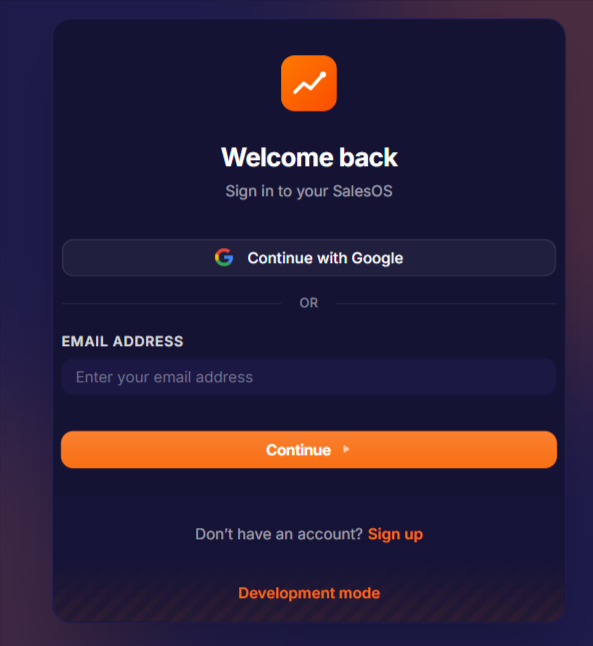 Welcome back
Sign in to your SalesOS
Continue with Google
OR
EMAIL ADDRESS
Enter your email address
Continue
Don't have an account? Sign up
Development mode